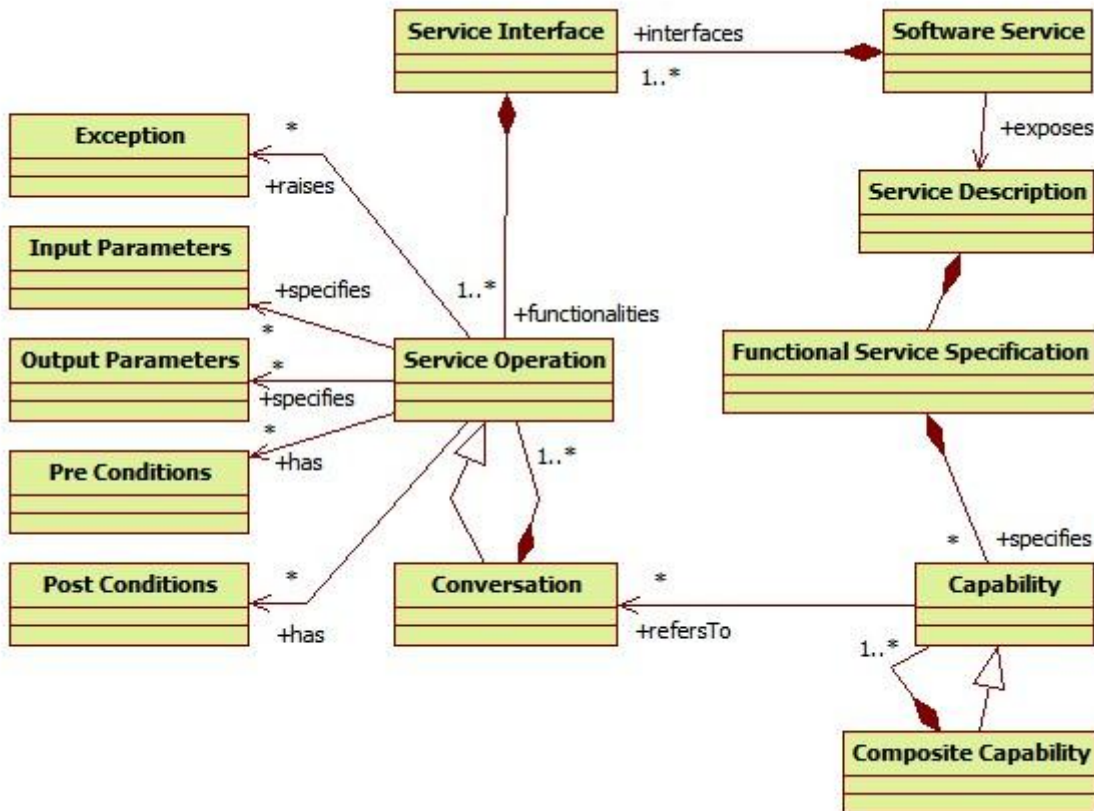 Service Interface
+interfaces
1..*
Software Service
+exposes
Exception
*
+raises
Service Description
Input Parameters
+specifies
*
1..*
+functionalities
Output Parameters
*
+specifies
Service Operation
Functional Service Specification
*
+has
1..*
Pre Conditions
*
+specifies
Post Conditions
*
+has
Conversation
*
+refersTo
Capability
1..*
Composite Capability